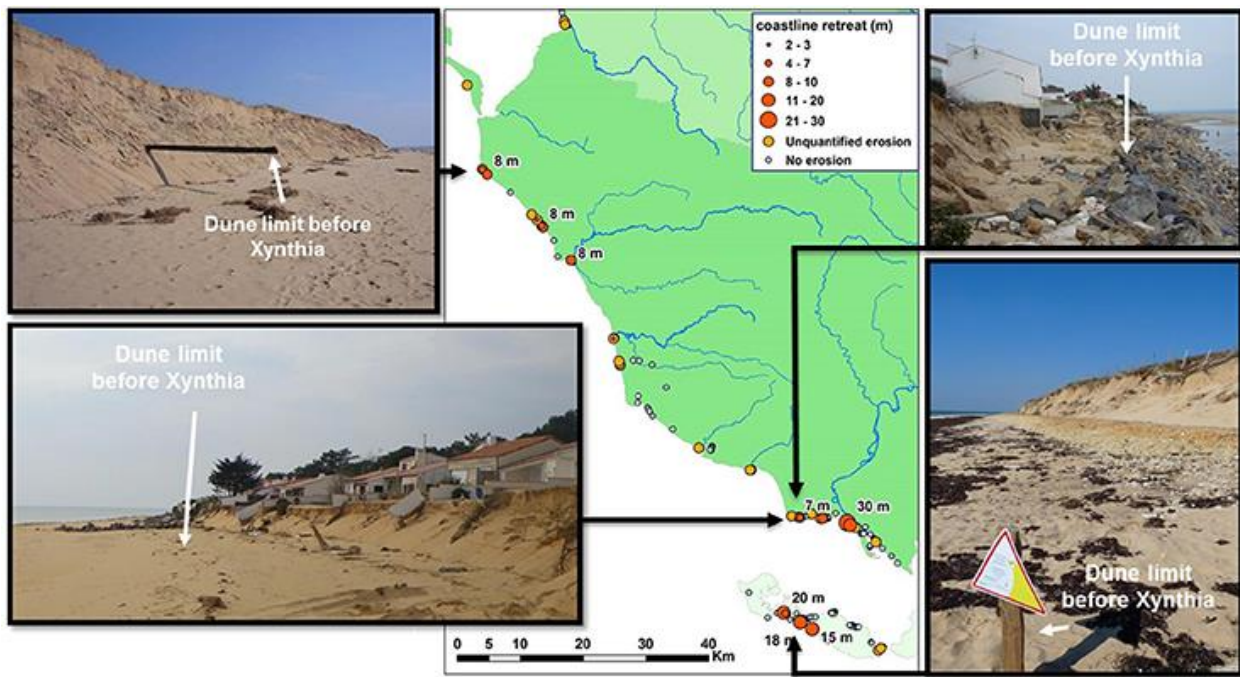 Dune limit before
Xynthia
Dune limit
before Xynthia
coastline retreat (m)
2 - 3
4 - 7
8 - 10
11 - 20
21 - 30
Unquantified erosion
No erosion
8 m
8 m
8 m
7 m
30 m
20 m
18 m
15 m
0
10
20
30
40
Km
Dune limit
before Xynthia
Dune limit
before Xynthia